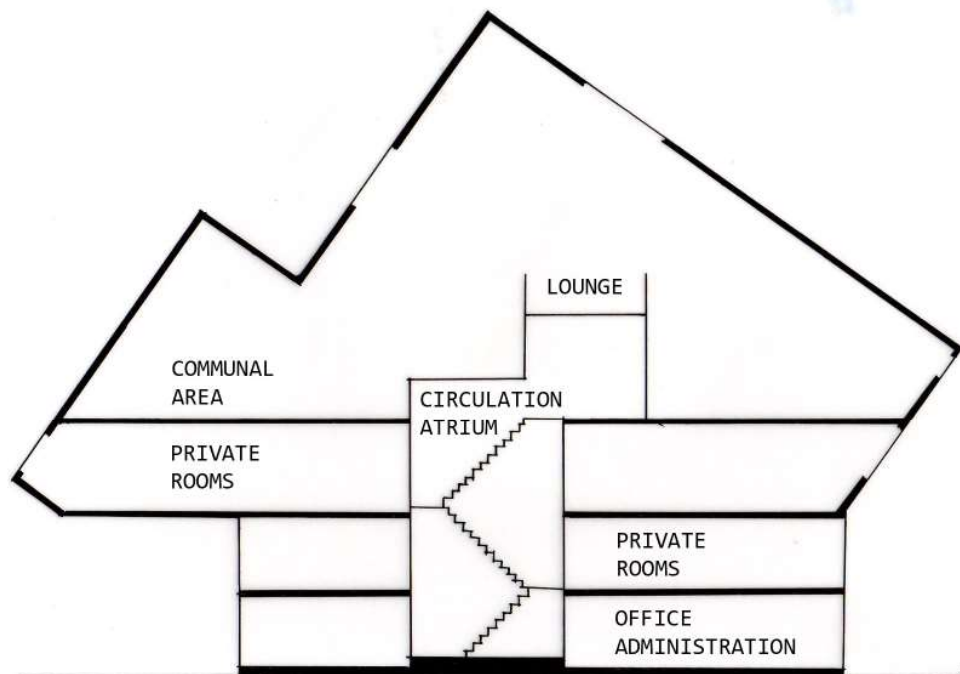 LOUNGE
COMMUNAL
AREA
CIRCULATION
ATRIUM
PRIVATE
ROOMS
PRIVATE
ROOMS
OFFICE
ADMINISTRATION